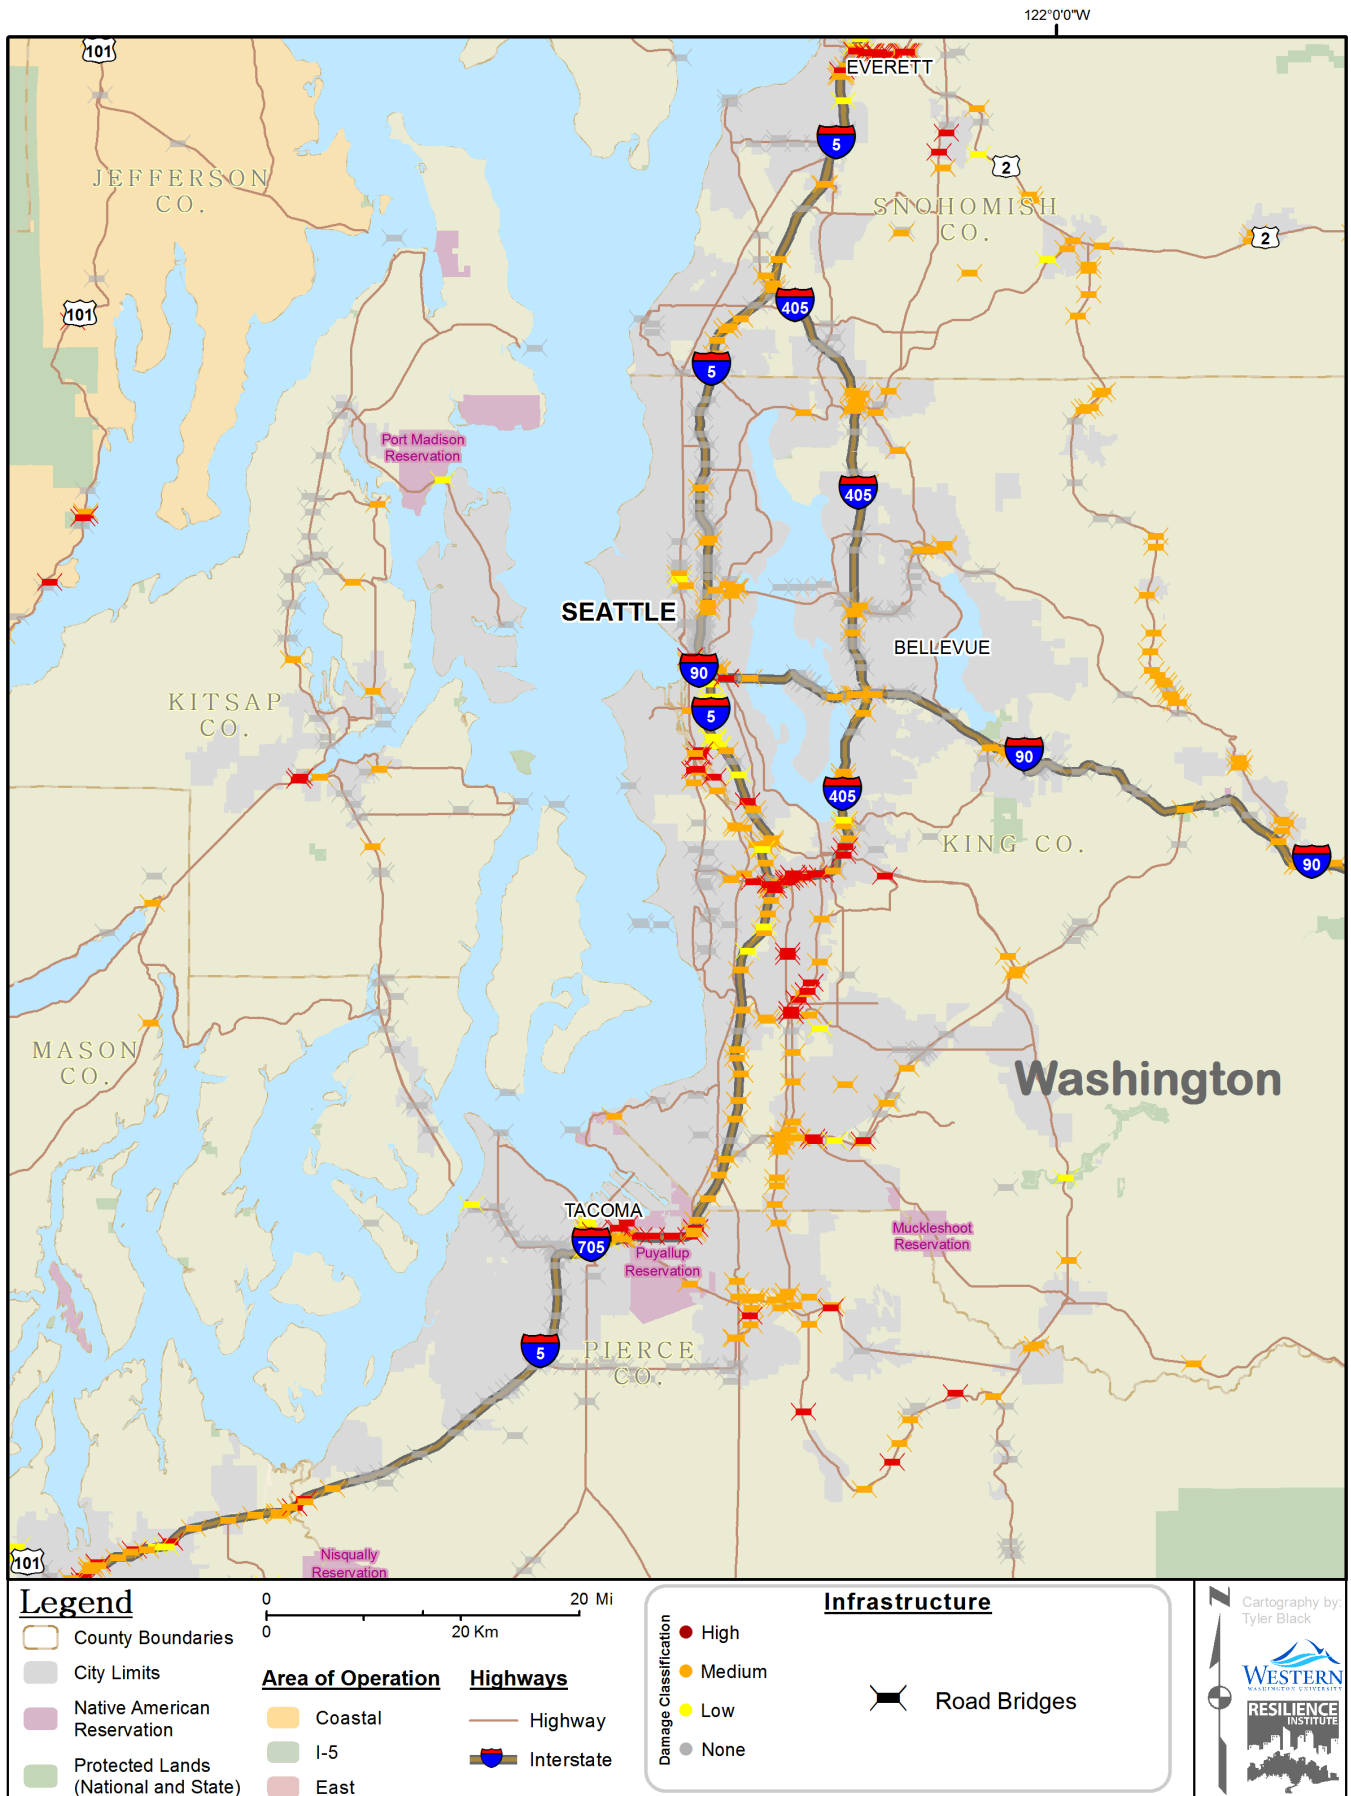 122°0'0"W
101
EVERETT
5
2
JEFFERSON
CO.
SNOHOMISH
CO.
2
101
405
5
Port Madison
Reservation
405
SEATTLE
BELLEVUE
90
KITSAP
CO.
5
90
405
KING CO.
90
MASON
CO.
Washington
TACOMA
705
Puyallup
Reservation
Muckleshoot
Reservation
5
PIERCE
CO.
101
Nisqually
Reservation
Legend
County Boundaries
City Limits
Native American
Reservation
Protected Lands
(National and State)
0 20 Mi
0 20 Km
Area of Operation
Coastal
I-5
East
Highways
Highway
Interstate
Infrastructure
Damage Classification
High
Medium
Low
None
Road Bridges
N
Cartography by:
Tyler Black
WESTERN
WASHINGTON UNIVERSITY
RESILIENCE
INSTITUTE